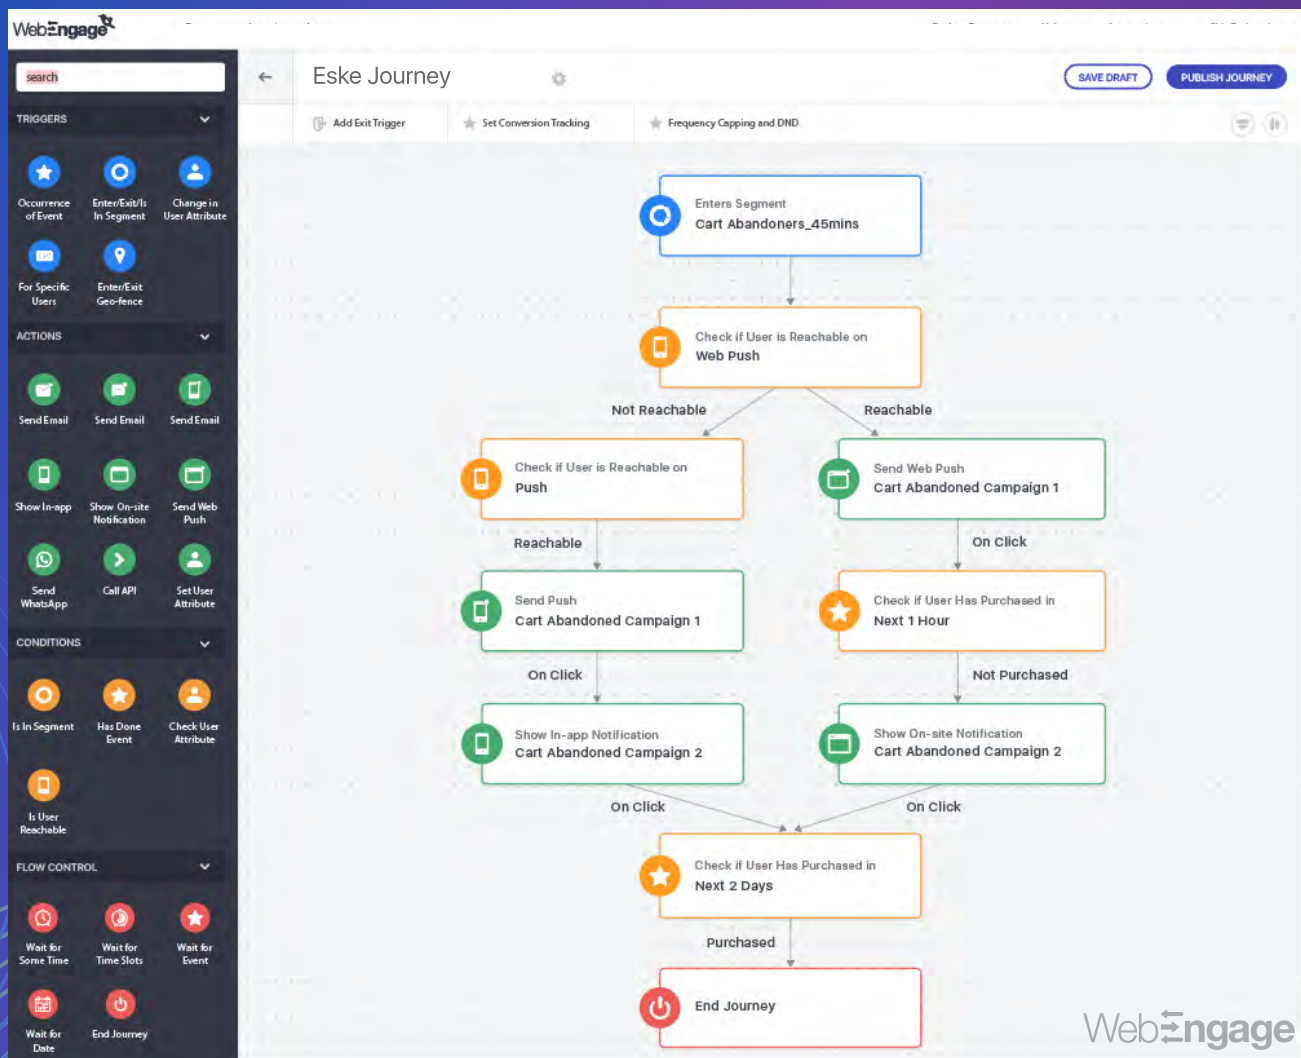 WebEngage
search
Eske Journey
SAVE DRAFT
PUBLISH JOURNEY
TRIGGERS
Add Exit Trigger
Set Conversion Tracking
Frequency Capping and DND
Occurrence
of Event
Enter/Exit/Is
In Segment
Change in
User Attribute
For Specific
Users
Enter/Exit
Geo-fence
ACTIONS
Send Email
Send Email
Send Email
Show In-app
Show On-site
Notification
Send Web
Push
Send
WhatsApp
Call API
Set User
Attribute
CONDITIONS
Is In Segment
Has Done
Event
Check User
Attribute
Is User
Reachable
FLOW CONTROL
Wait for
Some Time
Wait for
Time Slots
Wait for
Event
Wait for
Date
End Journey
Enters Segment
Cart Abandoners_45mins
Check if User is Reachable on
Web Push
Not Reachable
Reachable
Check if User is Reachable on
Push
Send Web Push
Cart Abandoned Campaign 1
Reachable
On Click
Send Push
Cart Abandoned Campaign 1
Check if User Has Purchased in
Next 1 Hour
On Click
Not Purchased
Show In-app Notification
Cart Abandoned Campaign 2
Show On-site Notification
Cart Abandoned Campaign 2
On Click
On Click
Check if User Has Purchased in
Next 2 Days
Purchased
End Journey
WebEngage